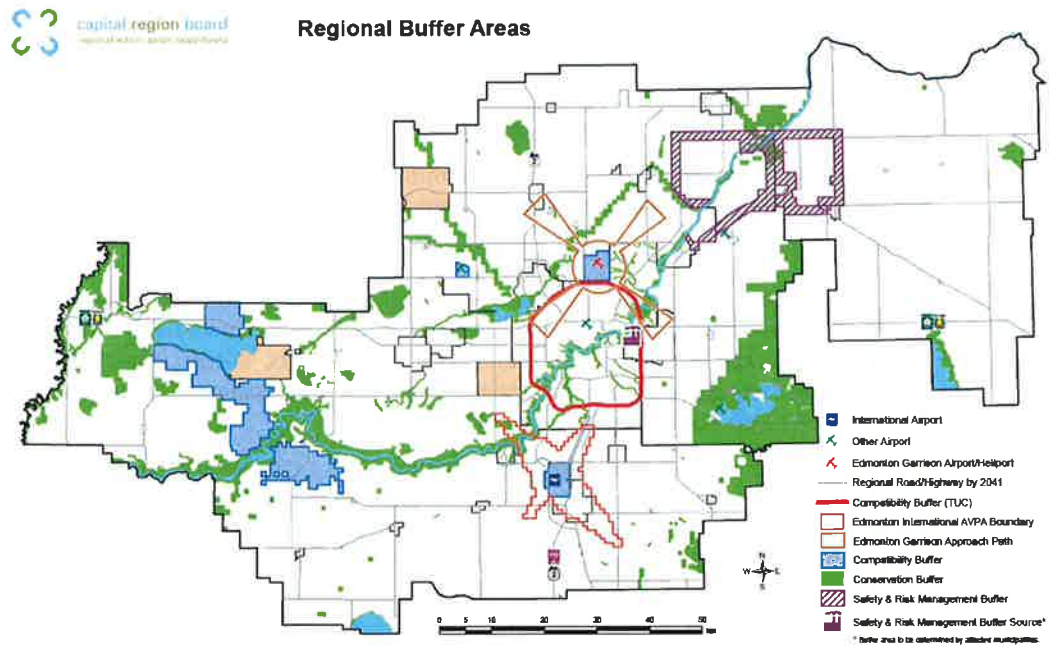 capital region board
Regional Buffer Areas
International Airport
Other Airport
Edmonton Garrison Airport/Heliport
Regional Road/Highway by 2041
Compatibility Buffer (TUC)
Edmonton International AVPA Boundary
Edmonton Garrison Approach Path
Compatibility Buffer
Conservation Buffer
Safety & Risk Management Buffer
Safety & Risk Management Buffer Source*
* Buffer area to be determined by affected municipalities.
N
W E
S
0 10 20 30 40 50